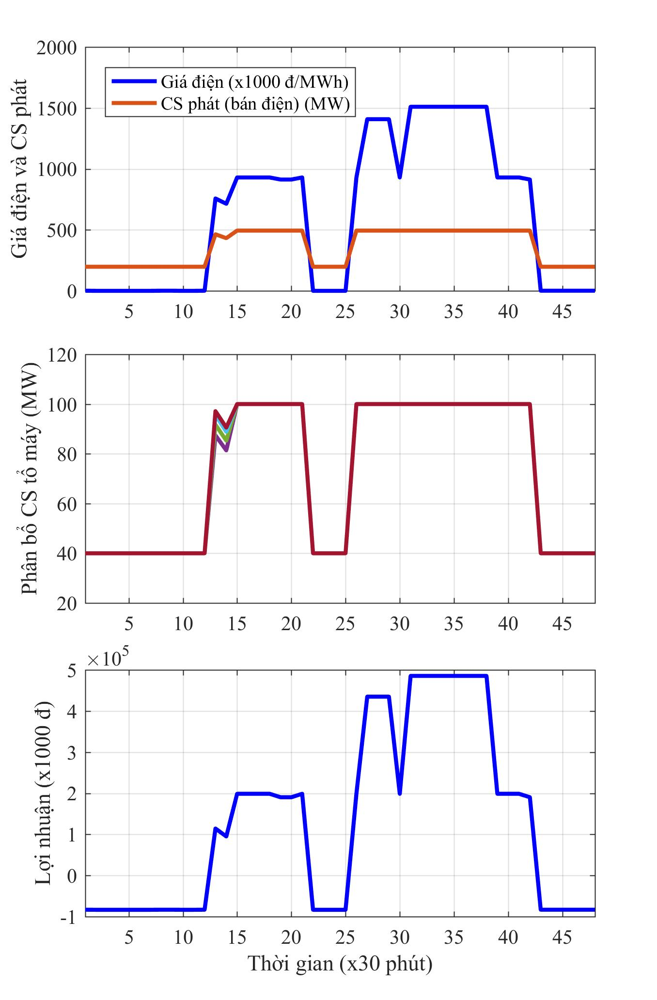 2000
1500
1000
500
0
Giá điện và CS phát
Giá điện (x1000 đ/MWh)
CS phát (bán điện) (MW)
5 10 15 20 25 30 35 40 45
120
100
80
60
40
20
Phân bổ CS tổ máy (MW)
5 10 15 20 25 30 35 40 45
×10⁵
5
4
3
2
1
0
-1
Lợi nhuận (x1000 đ)
5 10 15 20 25 30 35 40 45
Thời gian (x30 phút)